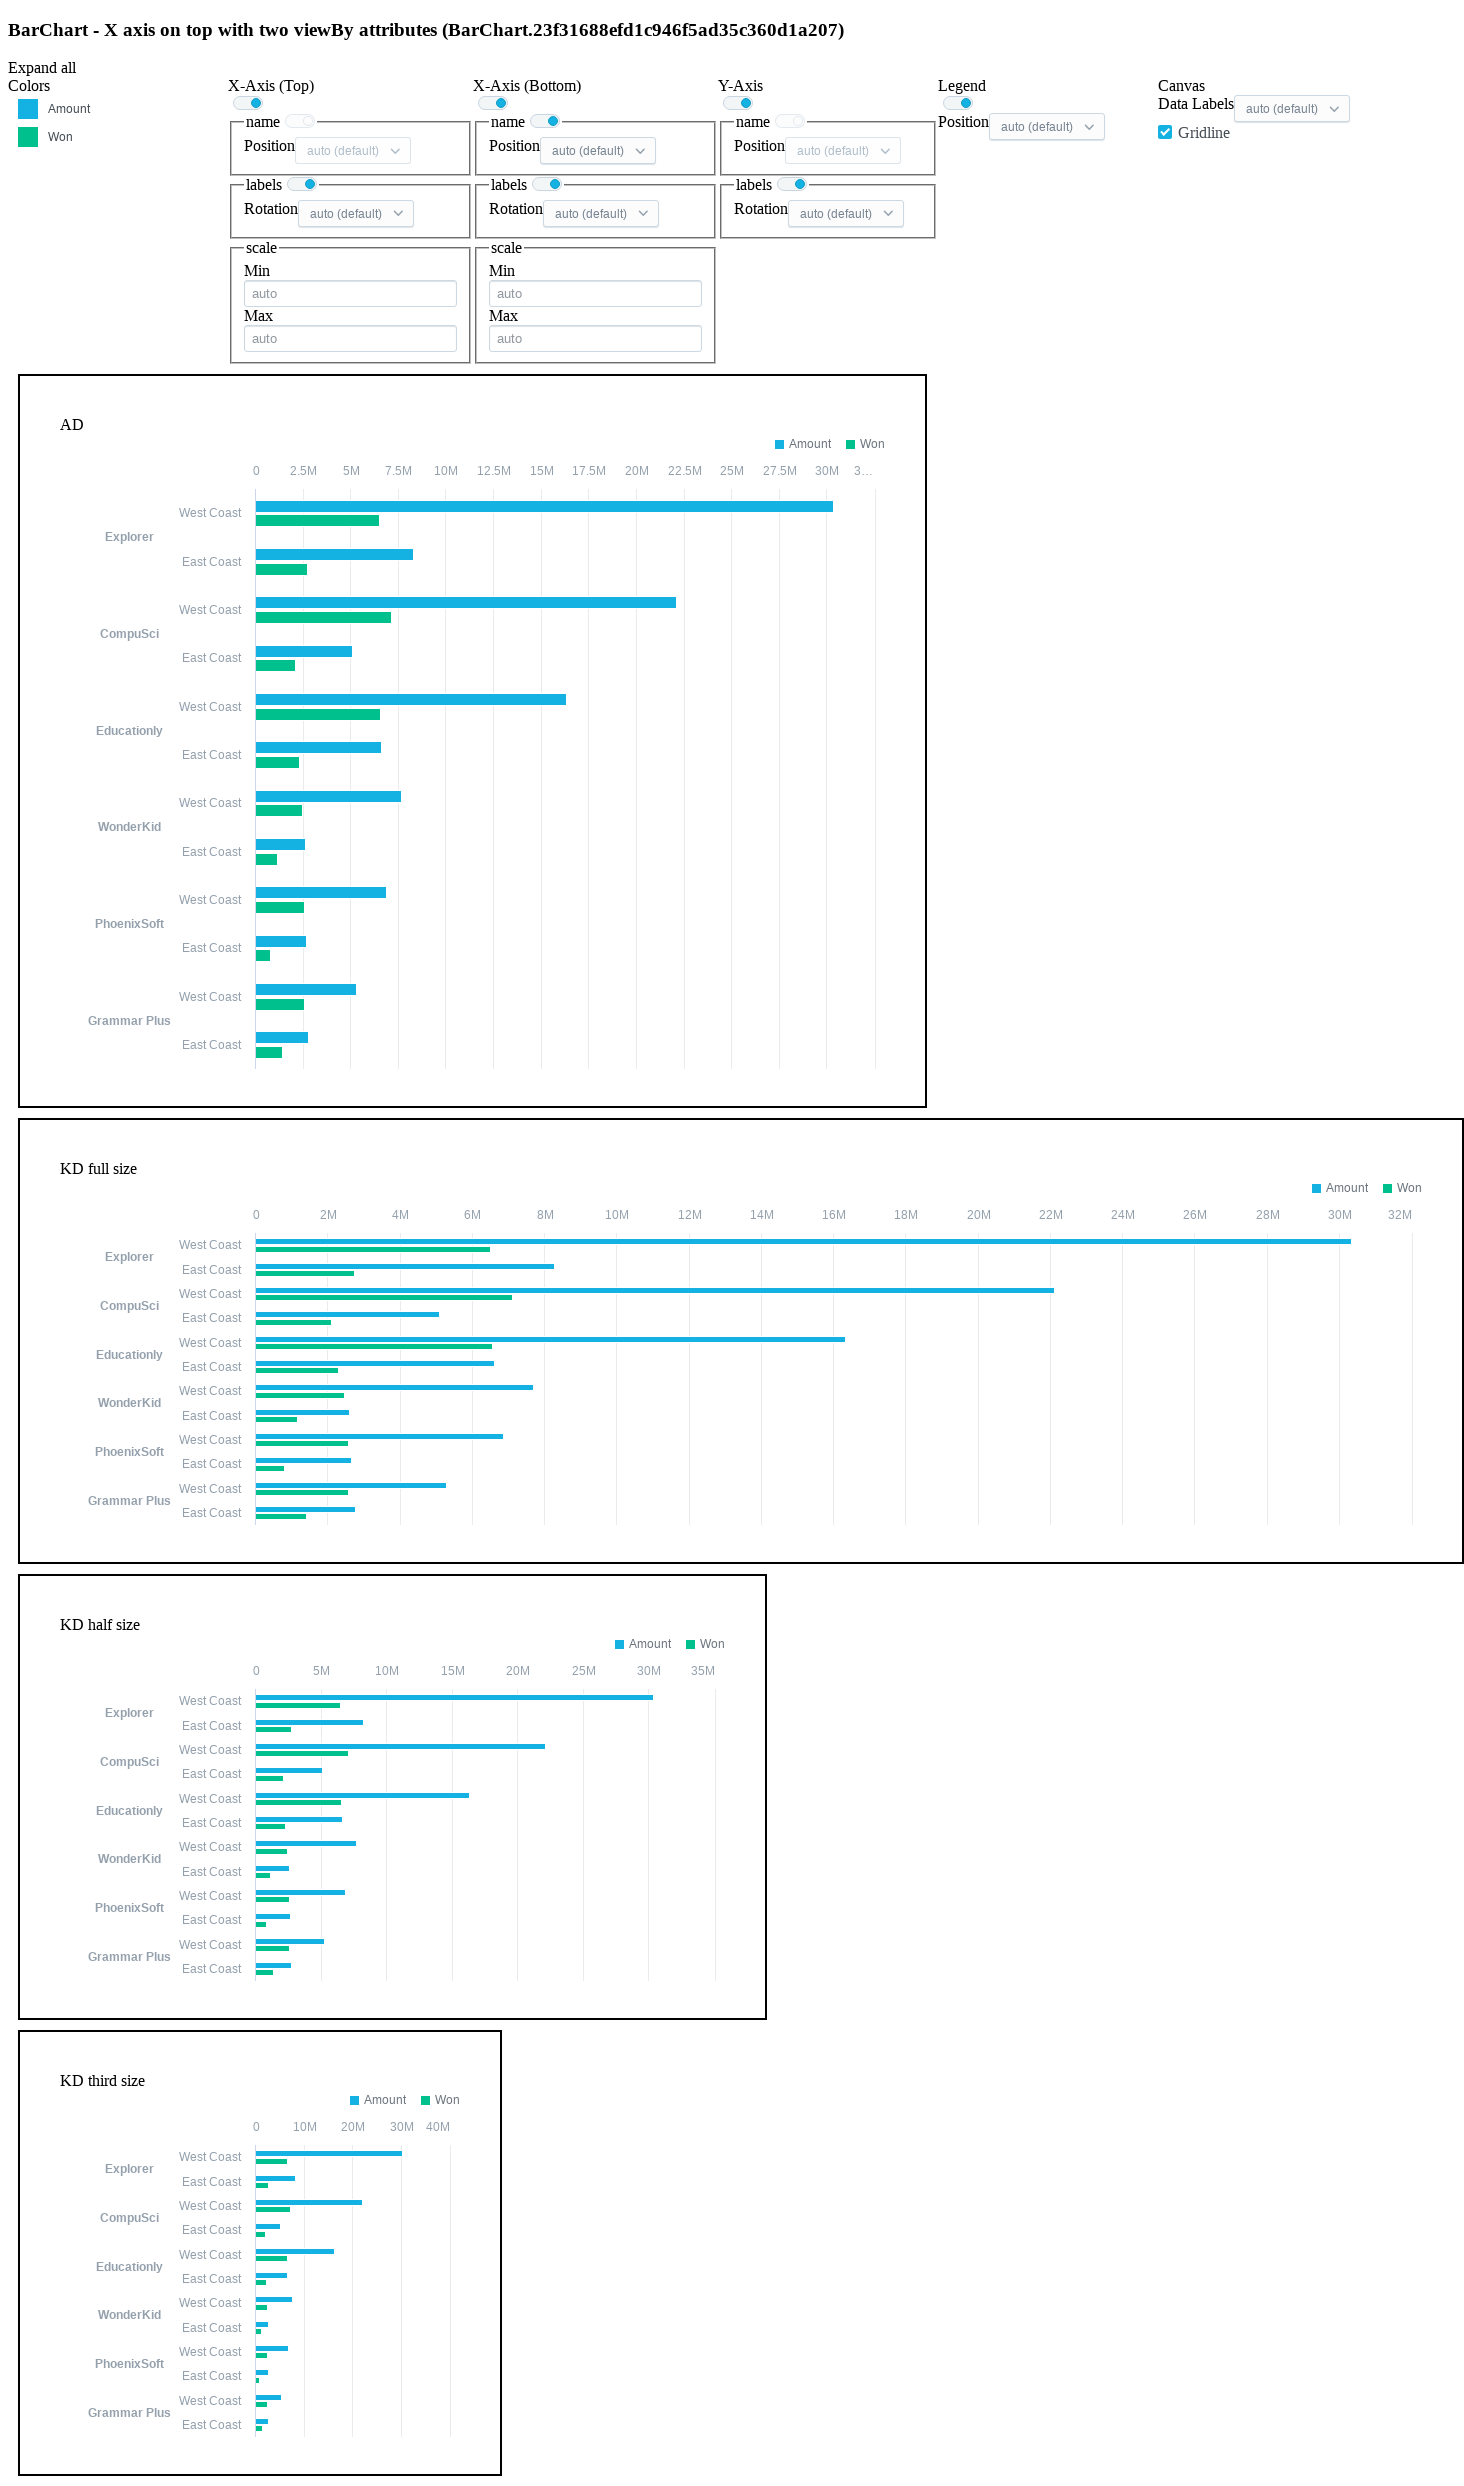 BarChart - X axis on top with two viewBy attributes (BarChart.23f31688efd1c946f5ad35c360d1a207)
Expand all
Colors
Amount
Won
X-Axis (Top)
name
Position auto (default)
labels
Rotation auto (default)
scale
Min
auto
Max
auto
X-Axis (Bottom)
name
Position auto (default)
labels
Rotation auto (default)
scale
Min
auto
Max
auto
Y-Axis
name
Position auto (default)
labels
Rotation auto (default)
Legend
Position auto (default)
Canvas
Data Labels auto (default)
Gridline
AD
Amount Won
0 2.5M 5M 7.5M 10M 12.5M 15M 17.5M 20M 22.5M 25M 27.5M 30M 3…
West Coast
Explorer
East Coast
West Coast
CompuSci
East Coast
West Coast
Educationly
East Coast
West Coast
WonderKid
East Coast
West Coast
PhoenixSoft
East Coast
West Coast
Grammar Plus
East Coast
KD full size
Amount Won
0 2M 4M 6M 8M 10M 12M 14M 16M 18M 20M 22M 24M 26M 28M 30M 32M
West Coast
Explorer
East Coast
West Coast
CompuSci
East Coast
West Coast
Educationly
East Coast
West Coast
WonderKid
East Coast
West Coast
PhoenixSoft
East Coast
West Coast
Grammar Plus
East Coast
KD half size
Amount Won
0 5M 10M 15M 20M 25M 30M 35M
West Coast
Explorer
East Coast
West Coast
CompuSci
East Coast
West Coast
Educationly
East Coast
West Coast
WonderKid
East Coast
West Coast
PhoenixSoft
East Coast
West Coast
Grammar Plus
East Coast
KD third size
Amount Won
0 10M 20M 30M 40M
West Coast
Explorer
East Coast
West Coast
CompuSci
East Coast
West Coast
Educationly
East Coast
West Coast
WonderKid
East Coast
West Coast
PhoenixSoft
East Coast
West Coast
Grammar Plus
East Coast